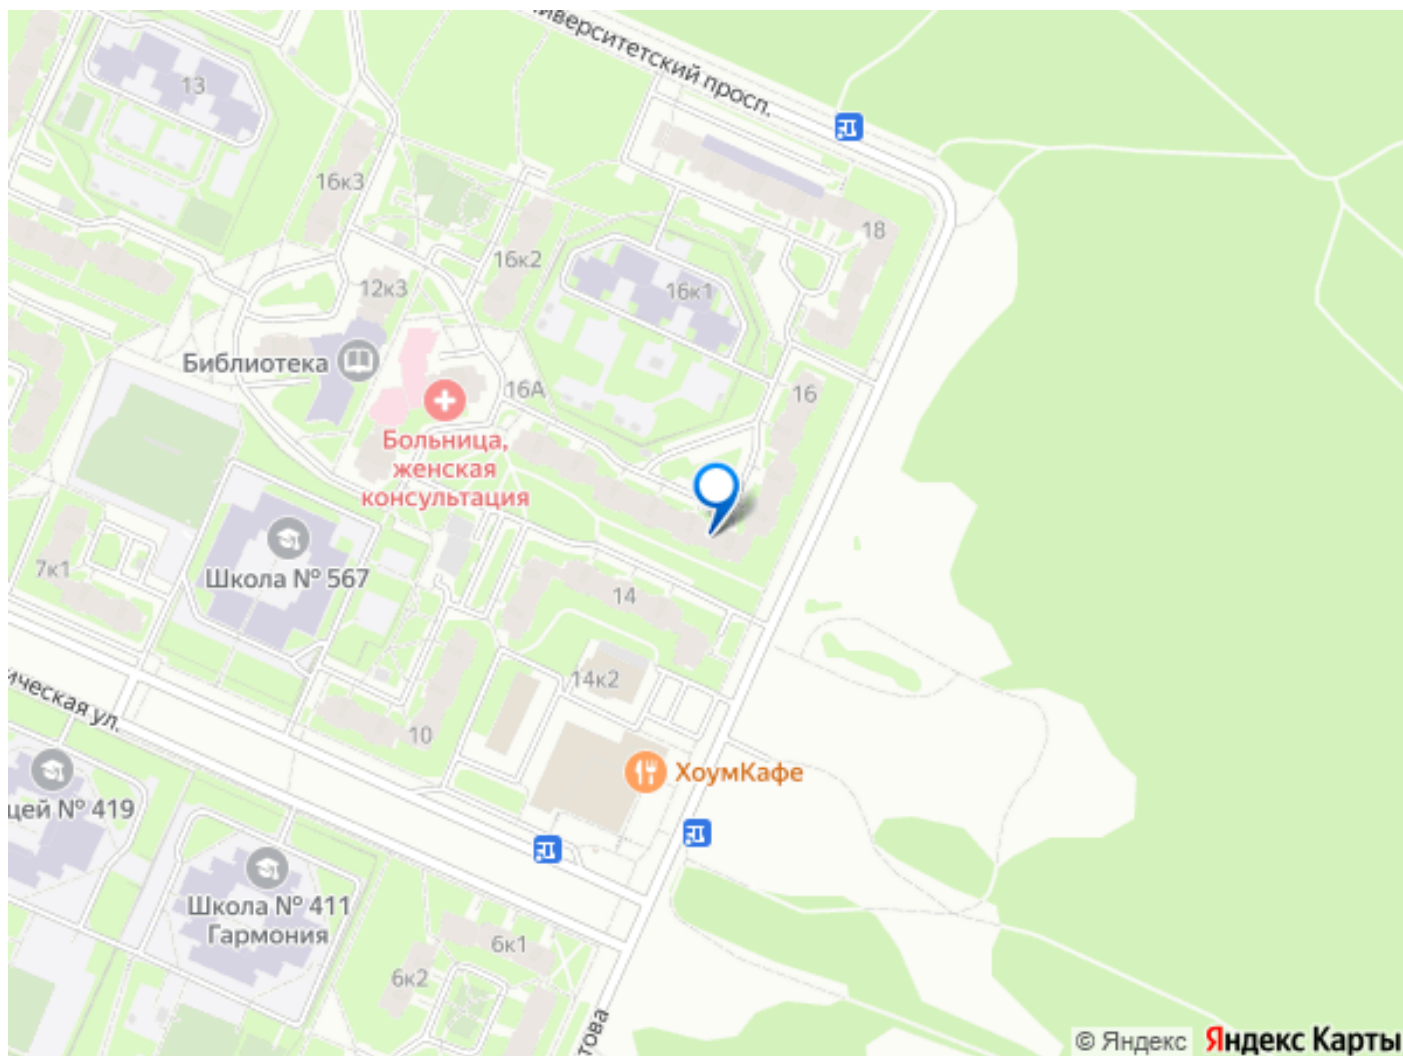 иверситетский просп.
13
16к3
18
16к2
12к3
16к1
Библиотека
16А
16
Больница,
женская
консультация
Школа № 567
7к1
14
14к2
ическая ул.
10
ХоумКафе
цей № 419
Школа № 411
Гармония
6к1
6к2
това
© Яндекс Яндекс Карты